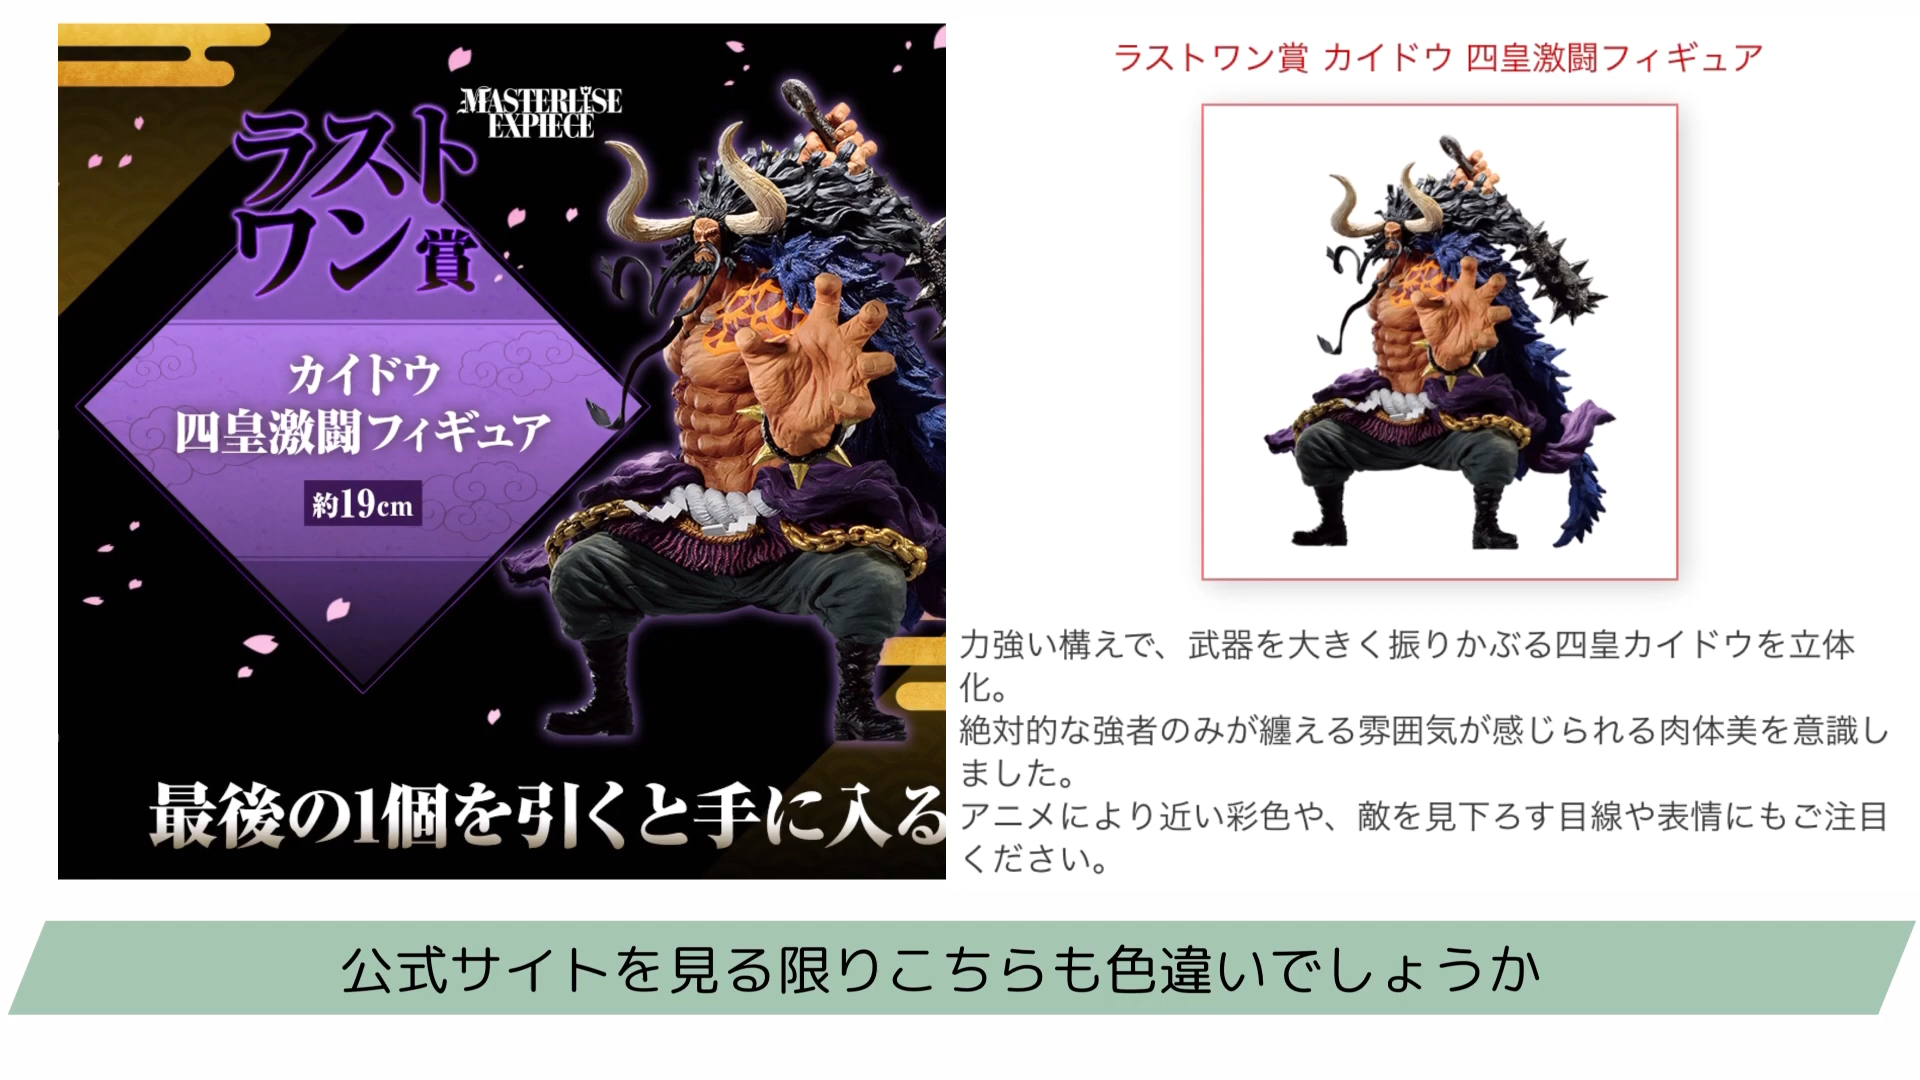 MASTERLISE
EXPIECE
ラスト
ワン賞
カイドウ
四皇激闘フィギュア
約19cm
最後の1個を引くと手に入る
ラストワン賞 カイドウ 四皇激闘フィギュア
力強い構えで、武器を大きく振りかぶる四皇カイドウを立体
化。
絶対的な強者のみが纏える雰囲気が感じられる肉体美を意識し
ました。
アニメにより近い彩色や、敵を見下ろす目線や表情にもご注目
ください。
公式サイトを見る限りこちらも色違いでしょうか